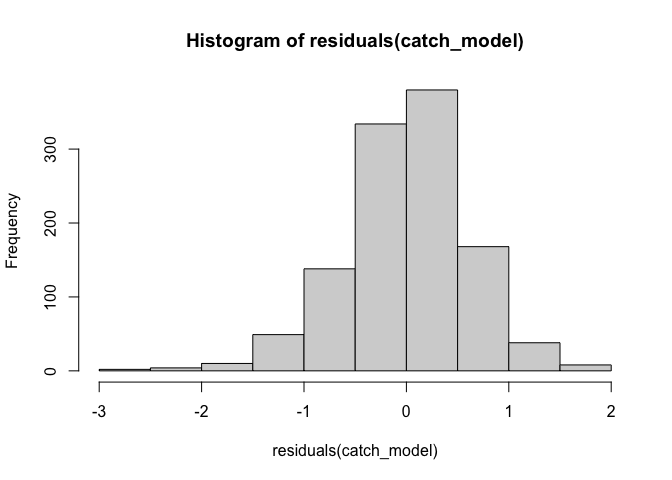 Histogram of residuals(catch_model)
Frequency
300
200
100
0
-3 -2 -1 0 1 2
residuals(catch_model)